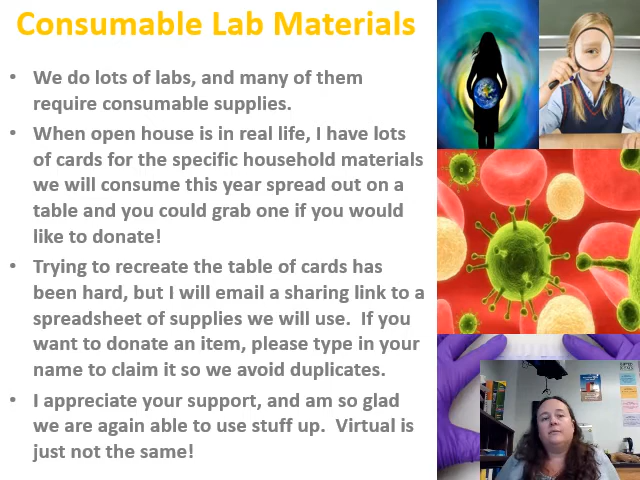 Consumable Lab Materials
• We do lots of labs, and many of them
require consumable supplies.
• When open house is in real life, I have lots
of cards for the specific household materials
we will consume this year spread out on a
table and you could grab one if you would
like to donate!
• Trying to recreate the table of cards has
been hard, but I will email a sharing link to a
spreadsheet of supplies we will use.  If you
want to donate an item, please type in your
name to claim it so we avoid duplicates.
• I appreciate your support, and am so glad
we are again able to use stuff up.  Virtual is
just not the same!